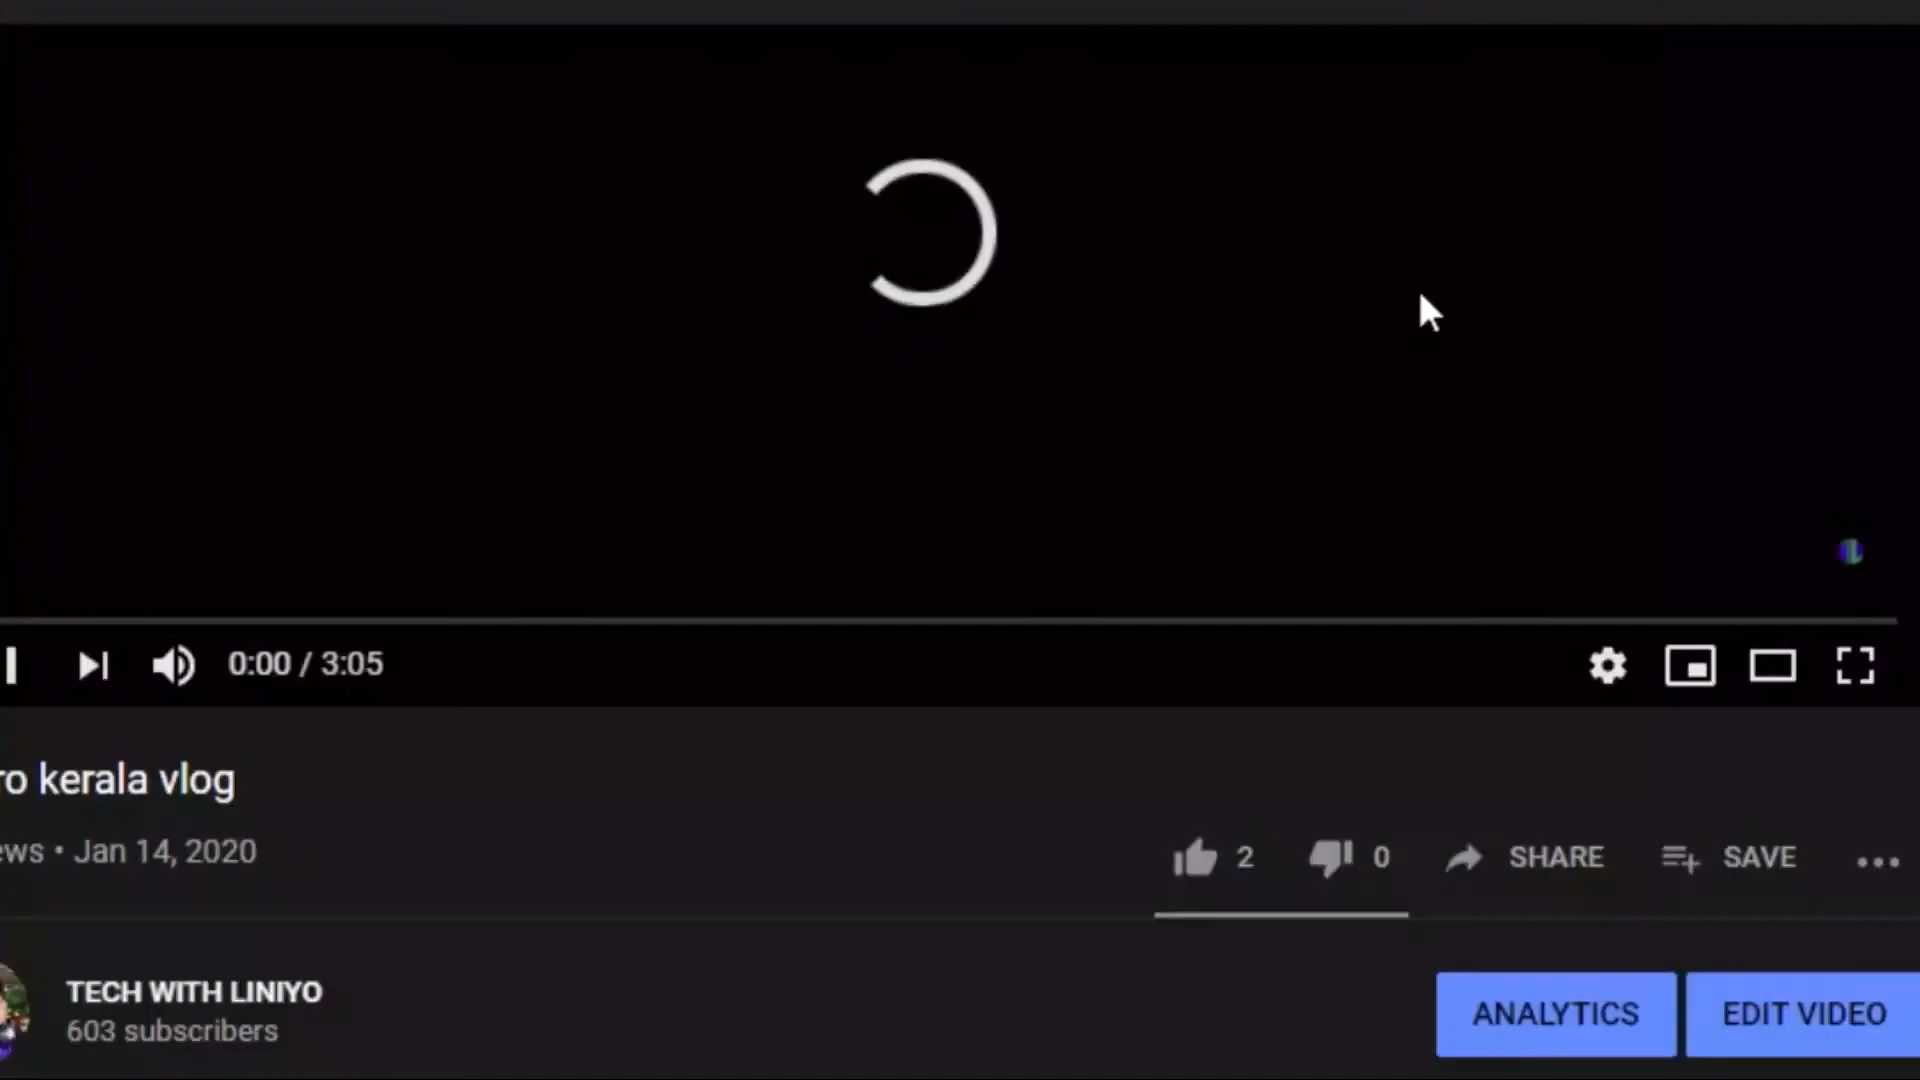 0:00 / 3:05
ro kerala vlog
ews • Jan 14, 2020
2 0 SHARE SAVE
TECH WITH LINIYO
603 subscribers
ANALYTICS EDIT VIDEO